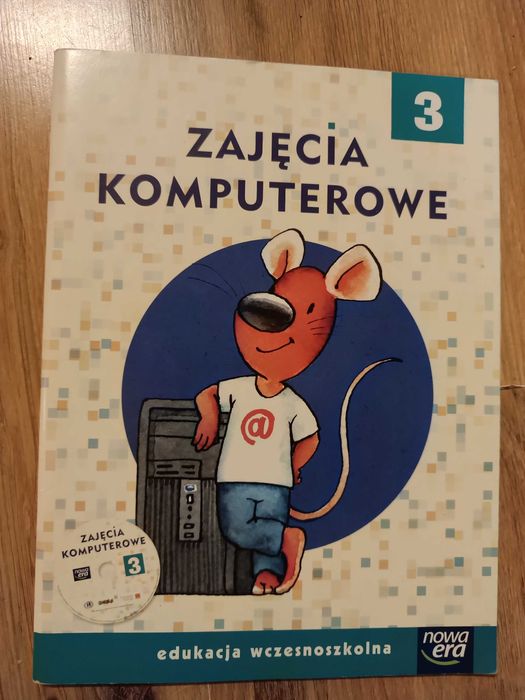 3
ZAJĘCiA
KOMPUTEROWE
@
ZAJĘCiA
KOMPUTEROWE
nowa
era
3
edukacja wczesnoszkolna
nowa
era